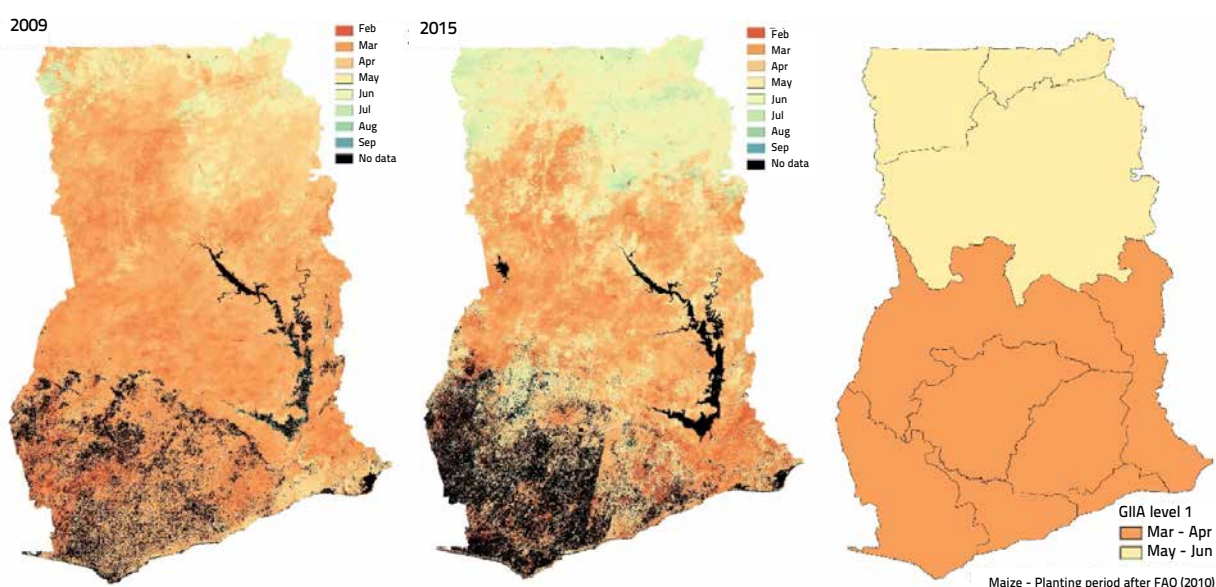 2009
Feb
Mar
Apr
May
Jun
Jul
Aug
Sep
No data
2015
Feb
Mar
Apr
May
Jun
Jul
Aug
Sep
No data
GIIA level 1
Mar - Apr
May - Jun
Maize - Planting period after FAO (2010)